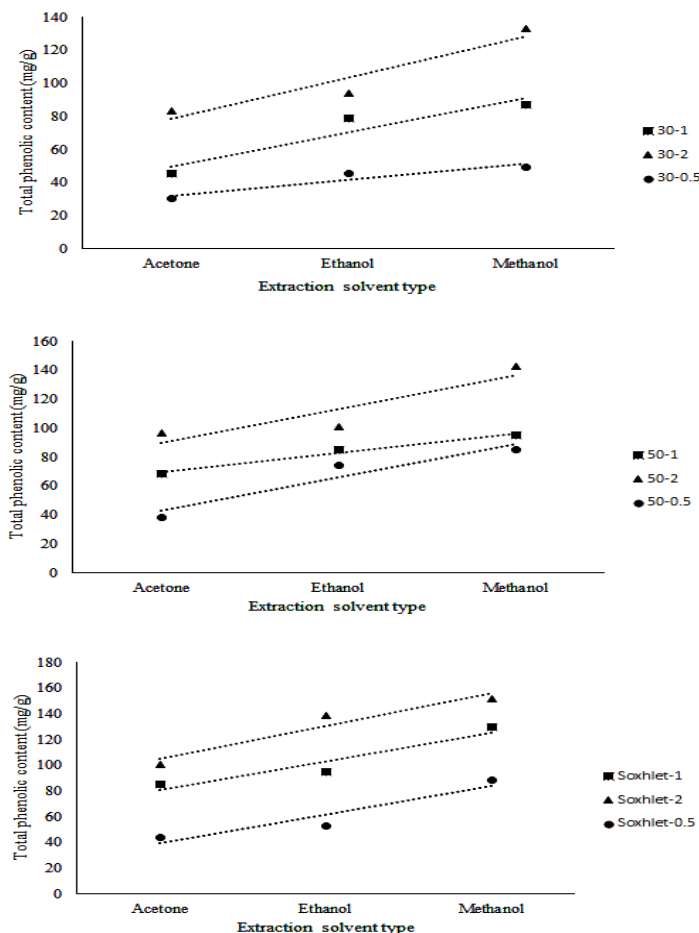 Total phenolic content (mg/g)
140
120
100
80
60
40
20
0
Acetone
Ethanol
Methanol
Extraction solvent type
30-1
30-2
30-0.5
Total phenolic content (mg/g)
160
140
120
100
80
60
40
20
0
Acetone
Ethanol
Methanol
Extraction solvent type
50-1
50-2
50-0.5
Total phenolic content (mg/g)
180
160
140
120
100
80
60
40
20
0
Acetone
Ethanol
Methanol
Extraction solvent type
Soxhlet-1
Soxhlet-2
Soxhlet-0.5